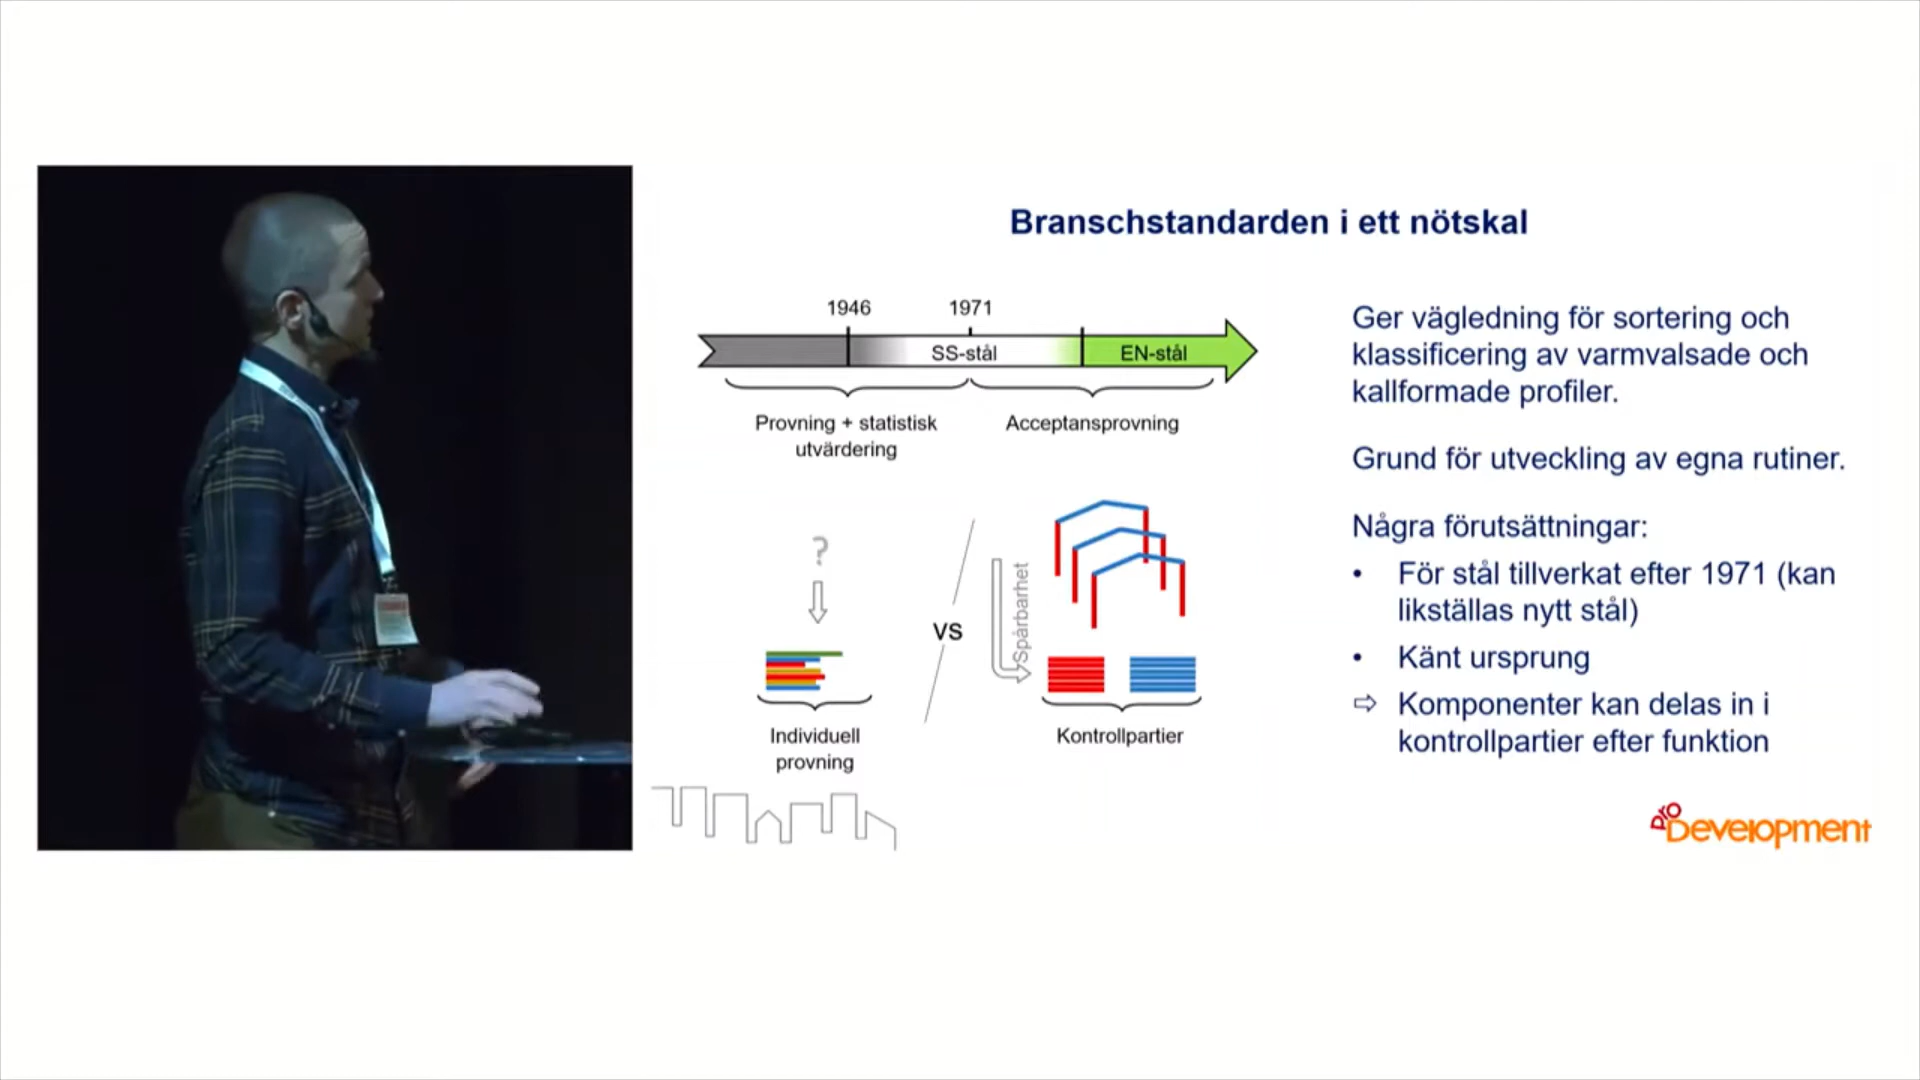 Branschstandarden i ett nötskal
1946
1971
SS-stål
EN-stål
Provning + statistisk
utvärdering
Acceptansprovning
?
vs
Spårbarhet
Individuell
provning
Kontrollpartier
Ger vägledning för sortering och
klassificering av varmvalsade och
kallformade profiler.
Grund för utveckling av egna rutiner.
Några förutsättningar:
• För stål tillverkat efter 1971 (kan
likställas nytt stål)
• Känt ursprung
⇨ Komponenter kan delas in i
kontrollpartier efter funktion
pro
Development